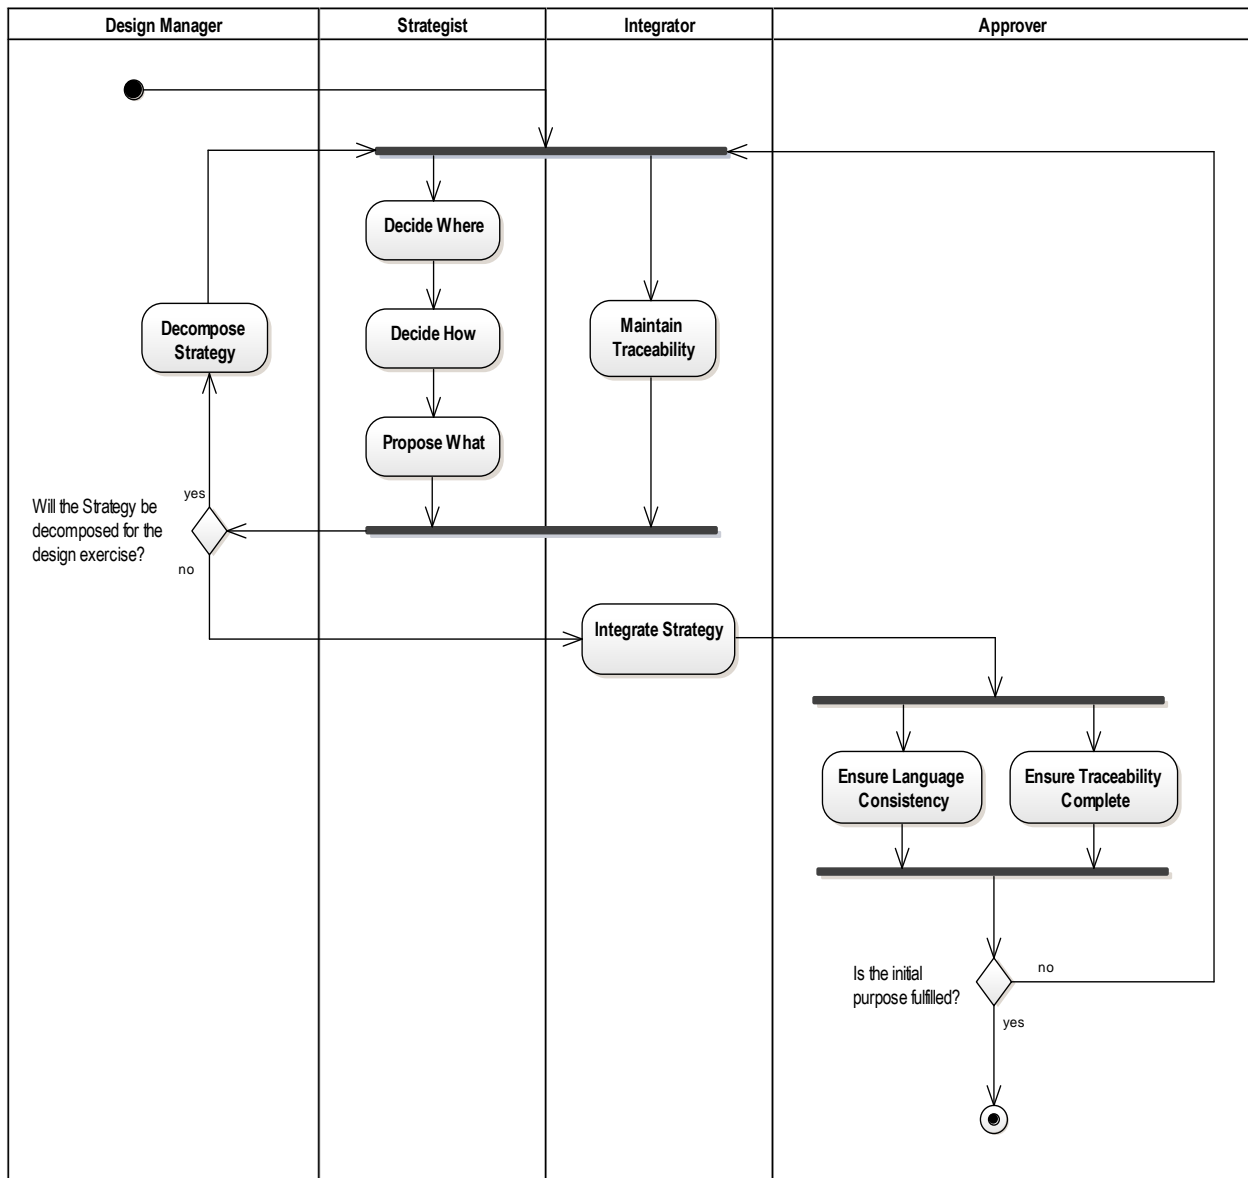 Design Manager
Strategist
Integrator
Approver
Decide Where
Decompose
Strategy
Decide How
Maintain
Traceability
Propose What
yes
Will the Strategy be
decomposed for the
design exercise?
no
Integrate Strategy
Ensure Language
Consistency
Ensure Traceability
Complete
Is the initial
purpose fulfilled?
no
yes